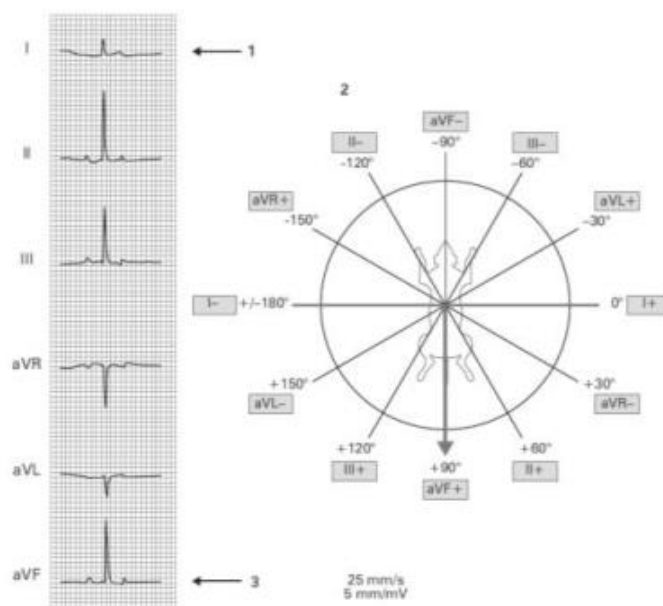 I
1
II
III
aVR
aVL
aVF
3
2
aVF–
–90°
II–
-120°
III–
–60°
aVR+
-150°
aVL+
–30°
I–
+/–180°
0°
I+
+150°
aVL–
+30°
aVR–
+120°
III+
+90°
aVF+
+60°
II+
25 mm/s
5 mm/mV